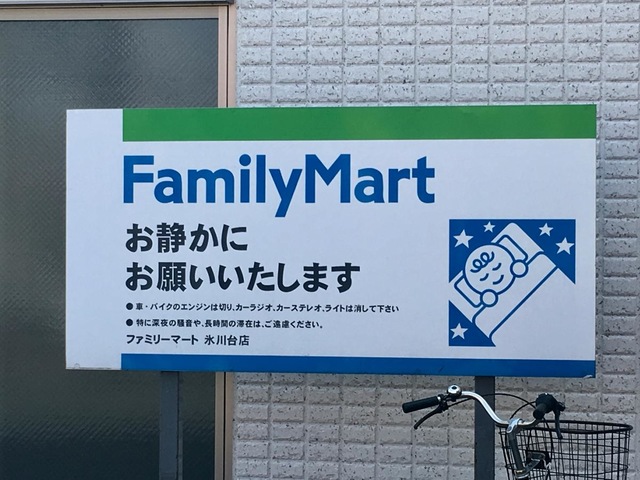 FamilyMart
お静かに
お願いいたします
● 車・バイクのエンジンは切り、カーラジオ、カーステレオ、ライトは消して下さい
● 特に深夜の騒音や、長時間の滞在は、ご遠慮ください。
ファミリーマート 氷川台店